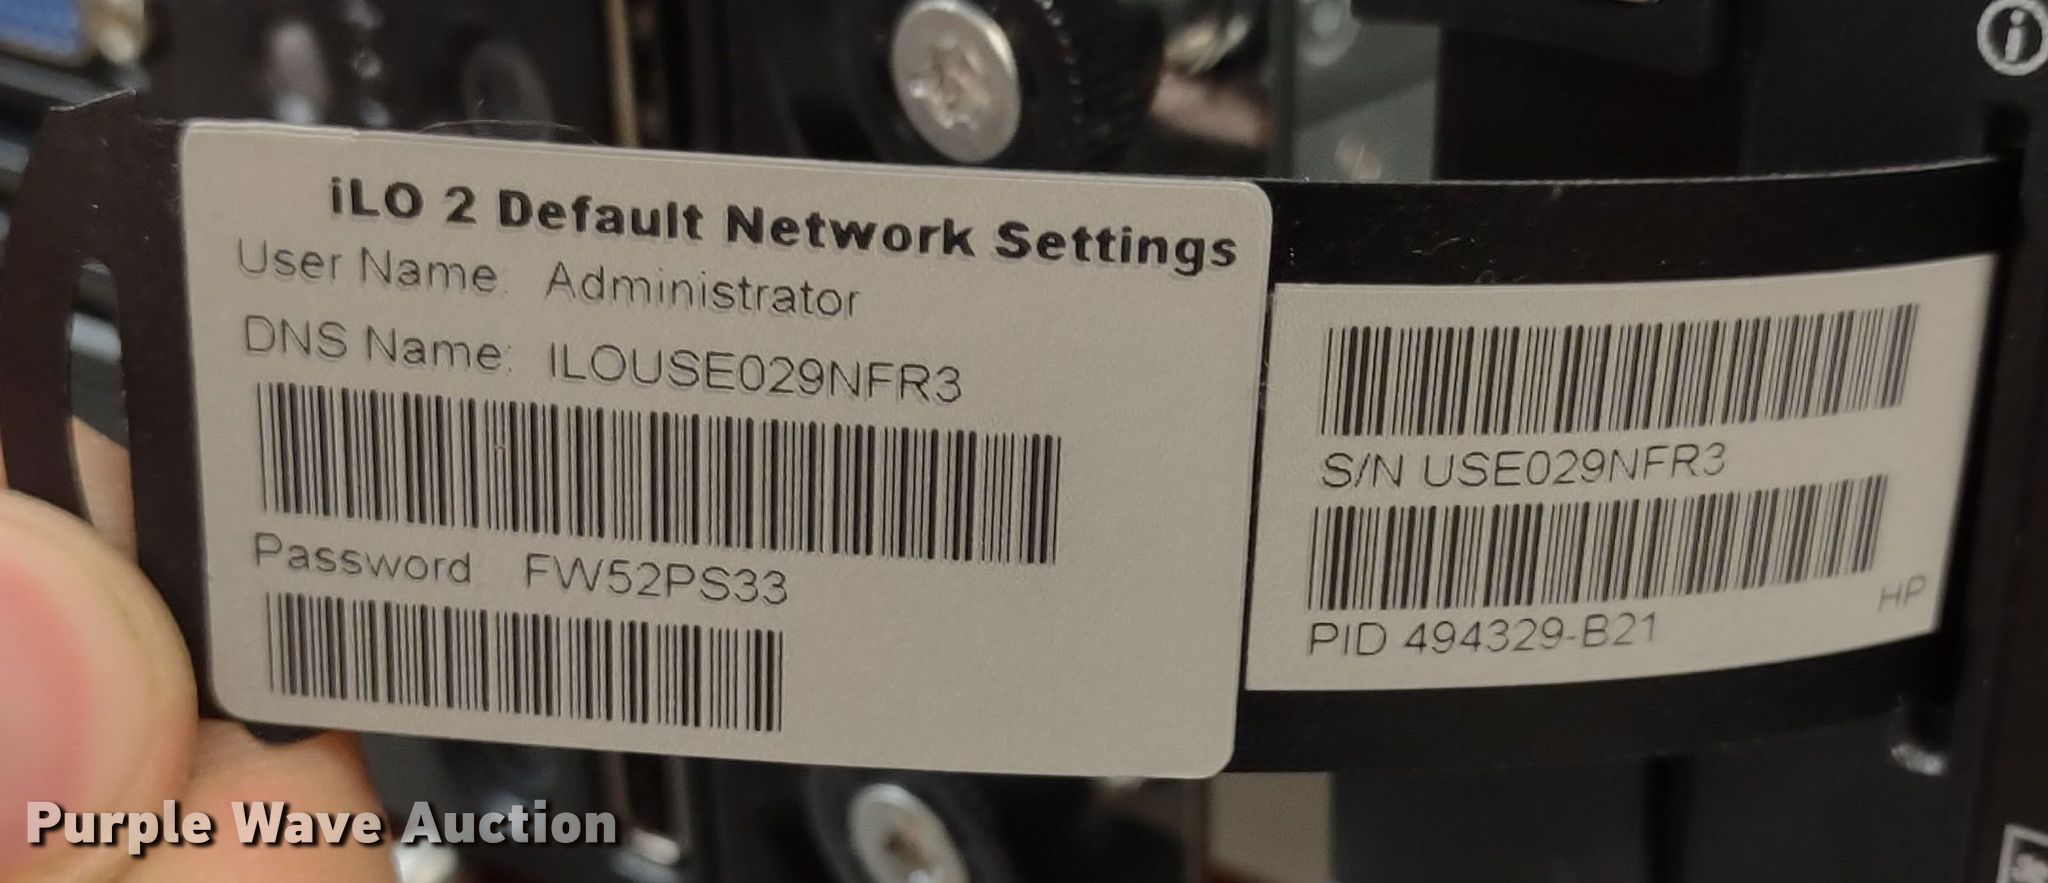 iLO 2 Default Network Settings
User Name: Administrator
DNS Name: ILOUSE029NFR3
Password FW52PS33
S/N USE029NFR3
PID 494329-B21
HP
Purple Wave Auction